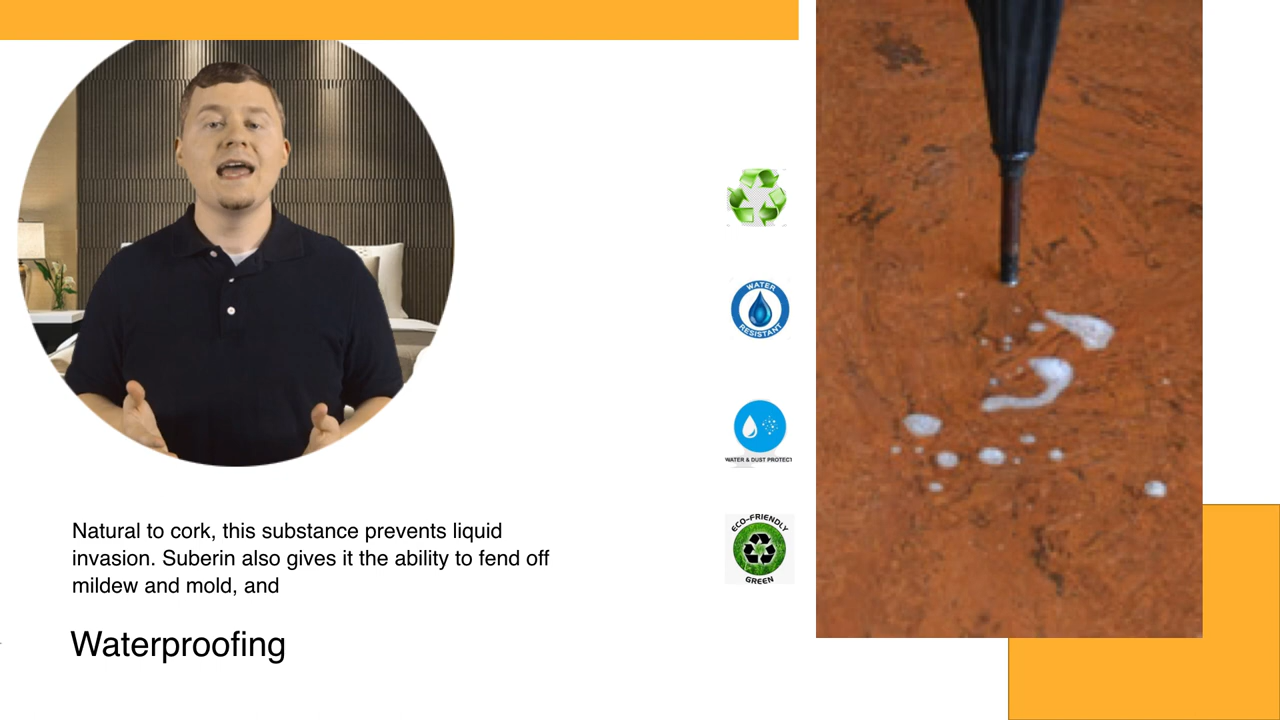 WATER
RESISTANT
WATER & DUST PROTECT
Natural to cork, this substance prevents liquid
invasion. Suberin also gives it the ability to fend off
mildew and mold, and
ECO-FRIENDLY
GREEN
Waterproofing